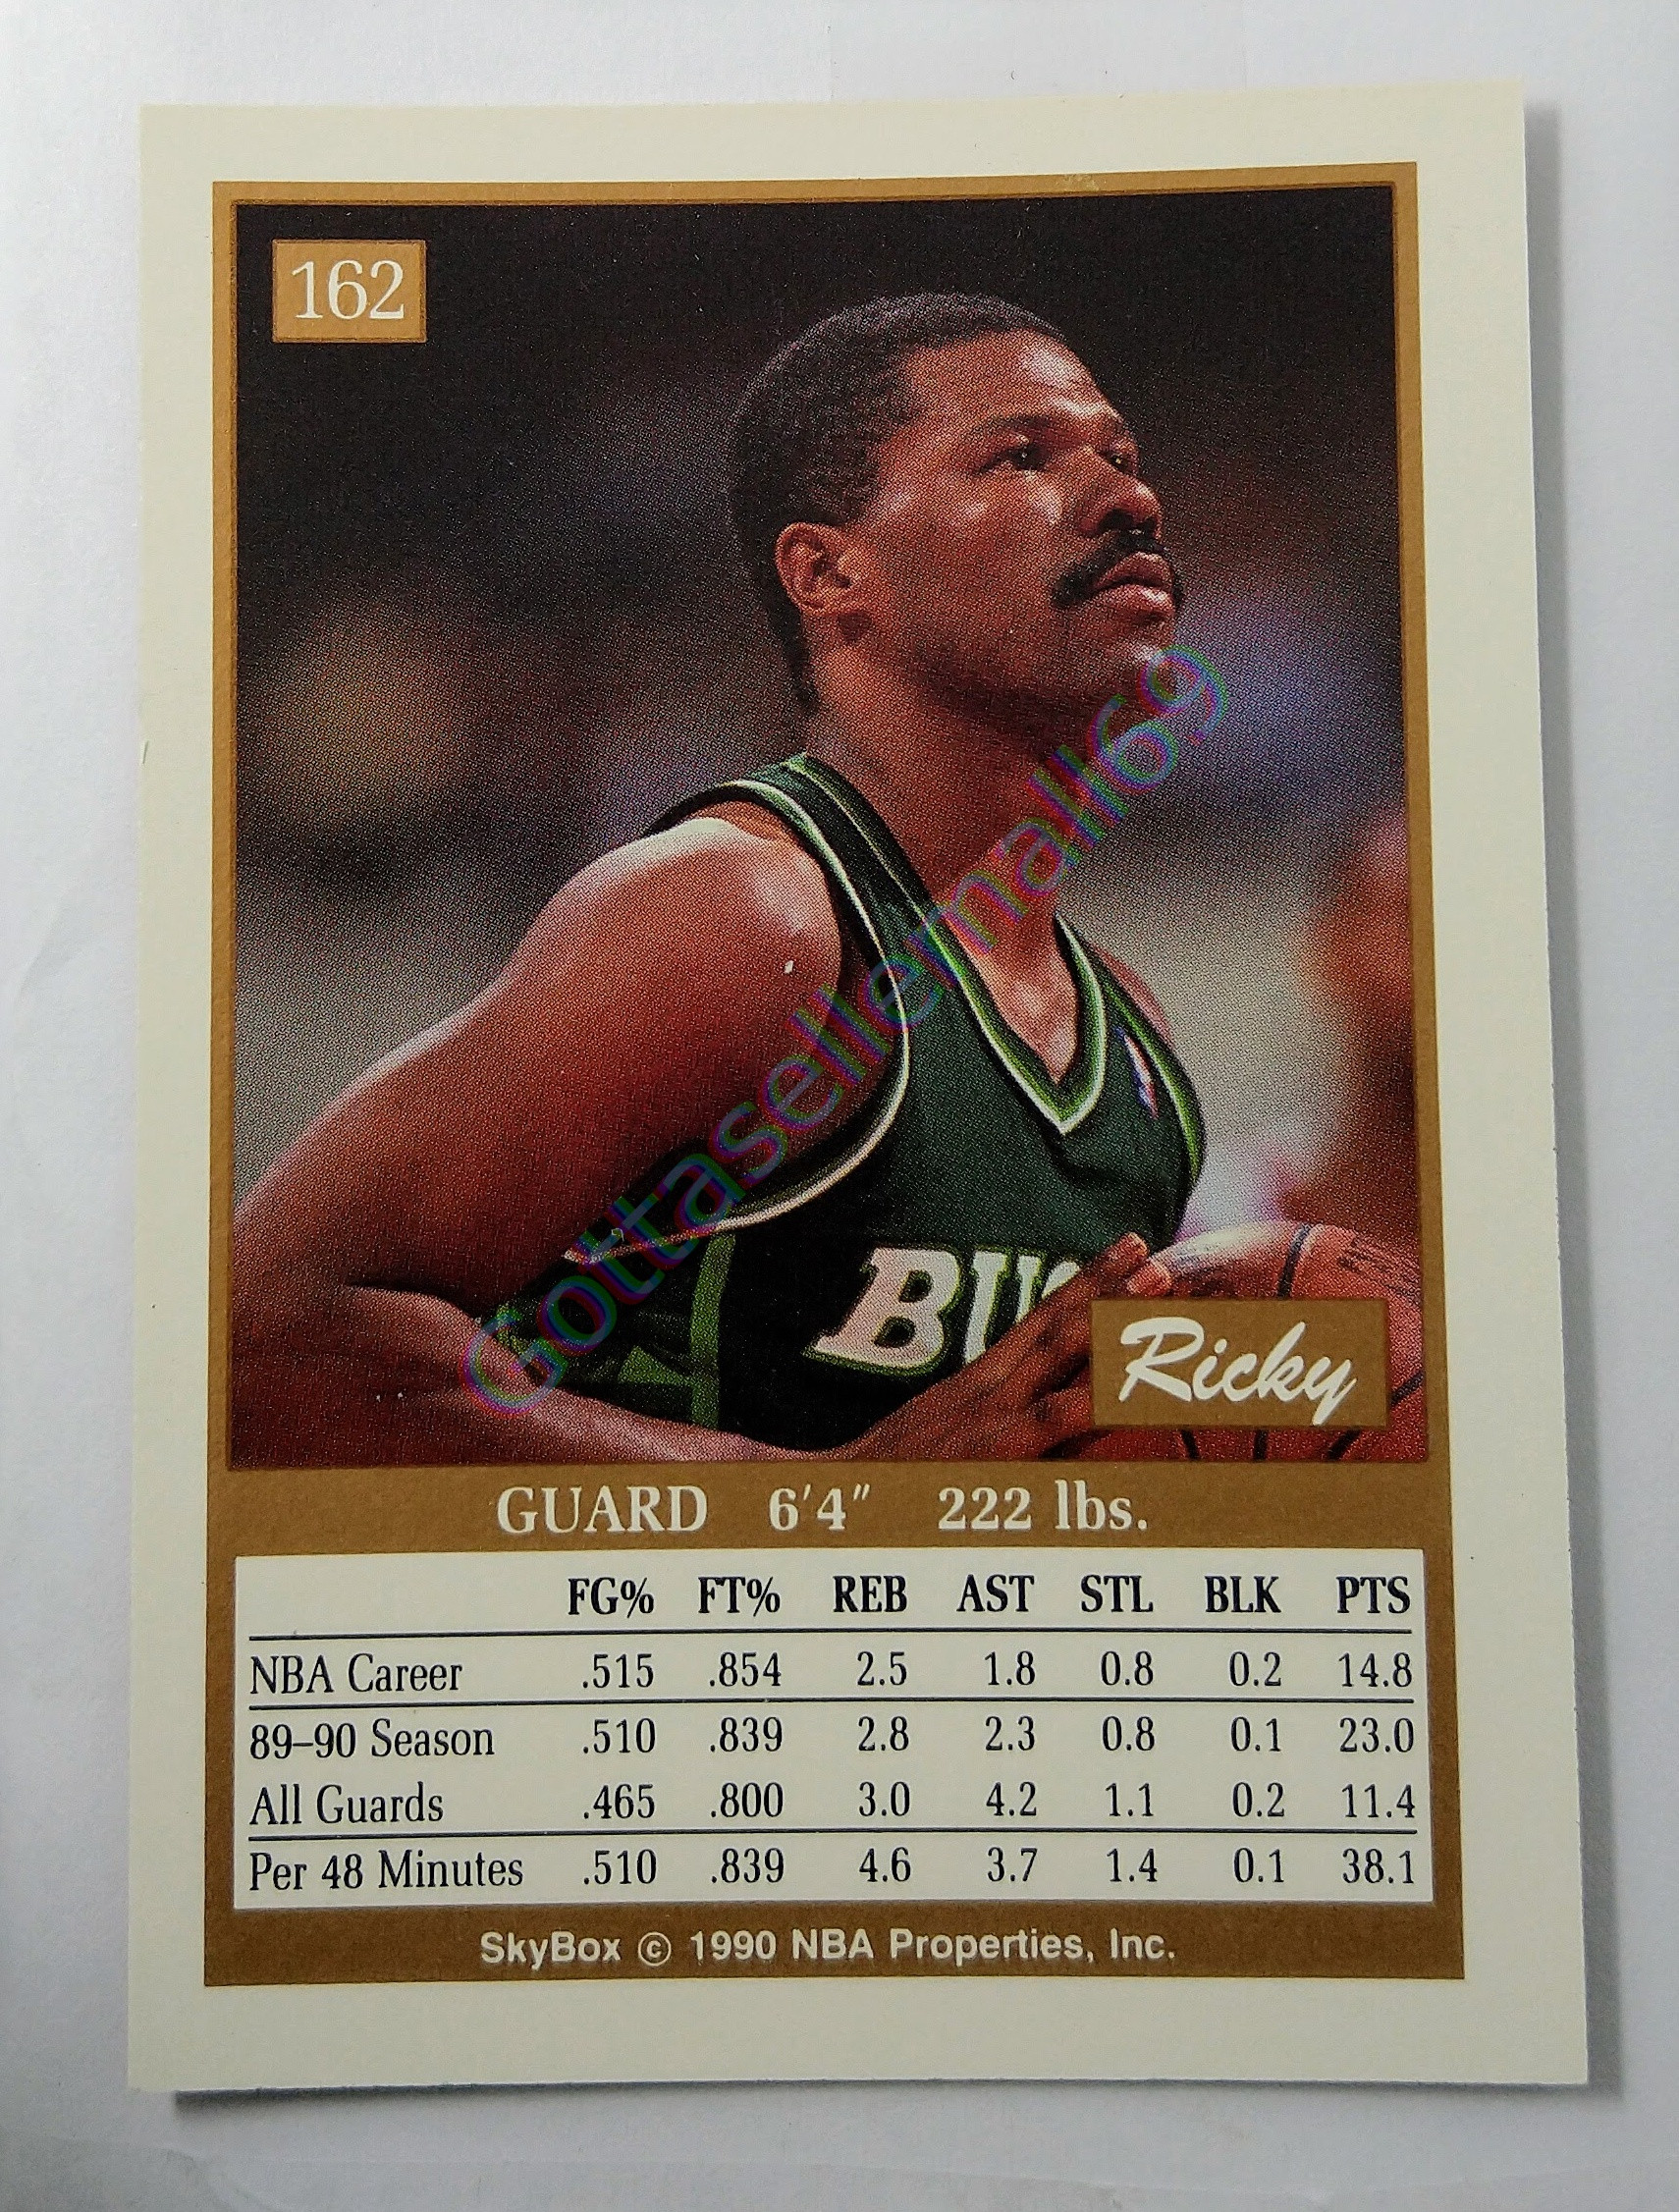 162
Gottasellemall69
BU
Ricky
GUARD 6'4" 222 lbs.
FG% FT% REB AST STL BLK PTS
NBA Career .515 .854 2.5 1.8 0.8 0.2 14.8
89–90 Season .510 .839 2.8 2.3 0.8 0.1 23.0
All Guards .465 .800 3.0 4.2 1.1 0.2 11.4
Per 48 Minutes .510 .839 4.6 3.7 1.4 0.1 38.1
SkyBox © 1990 NBA Properties, Inc.